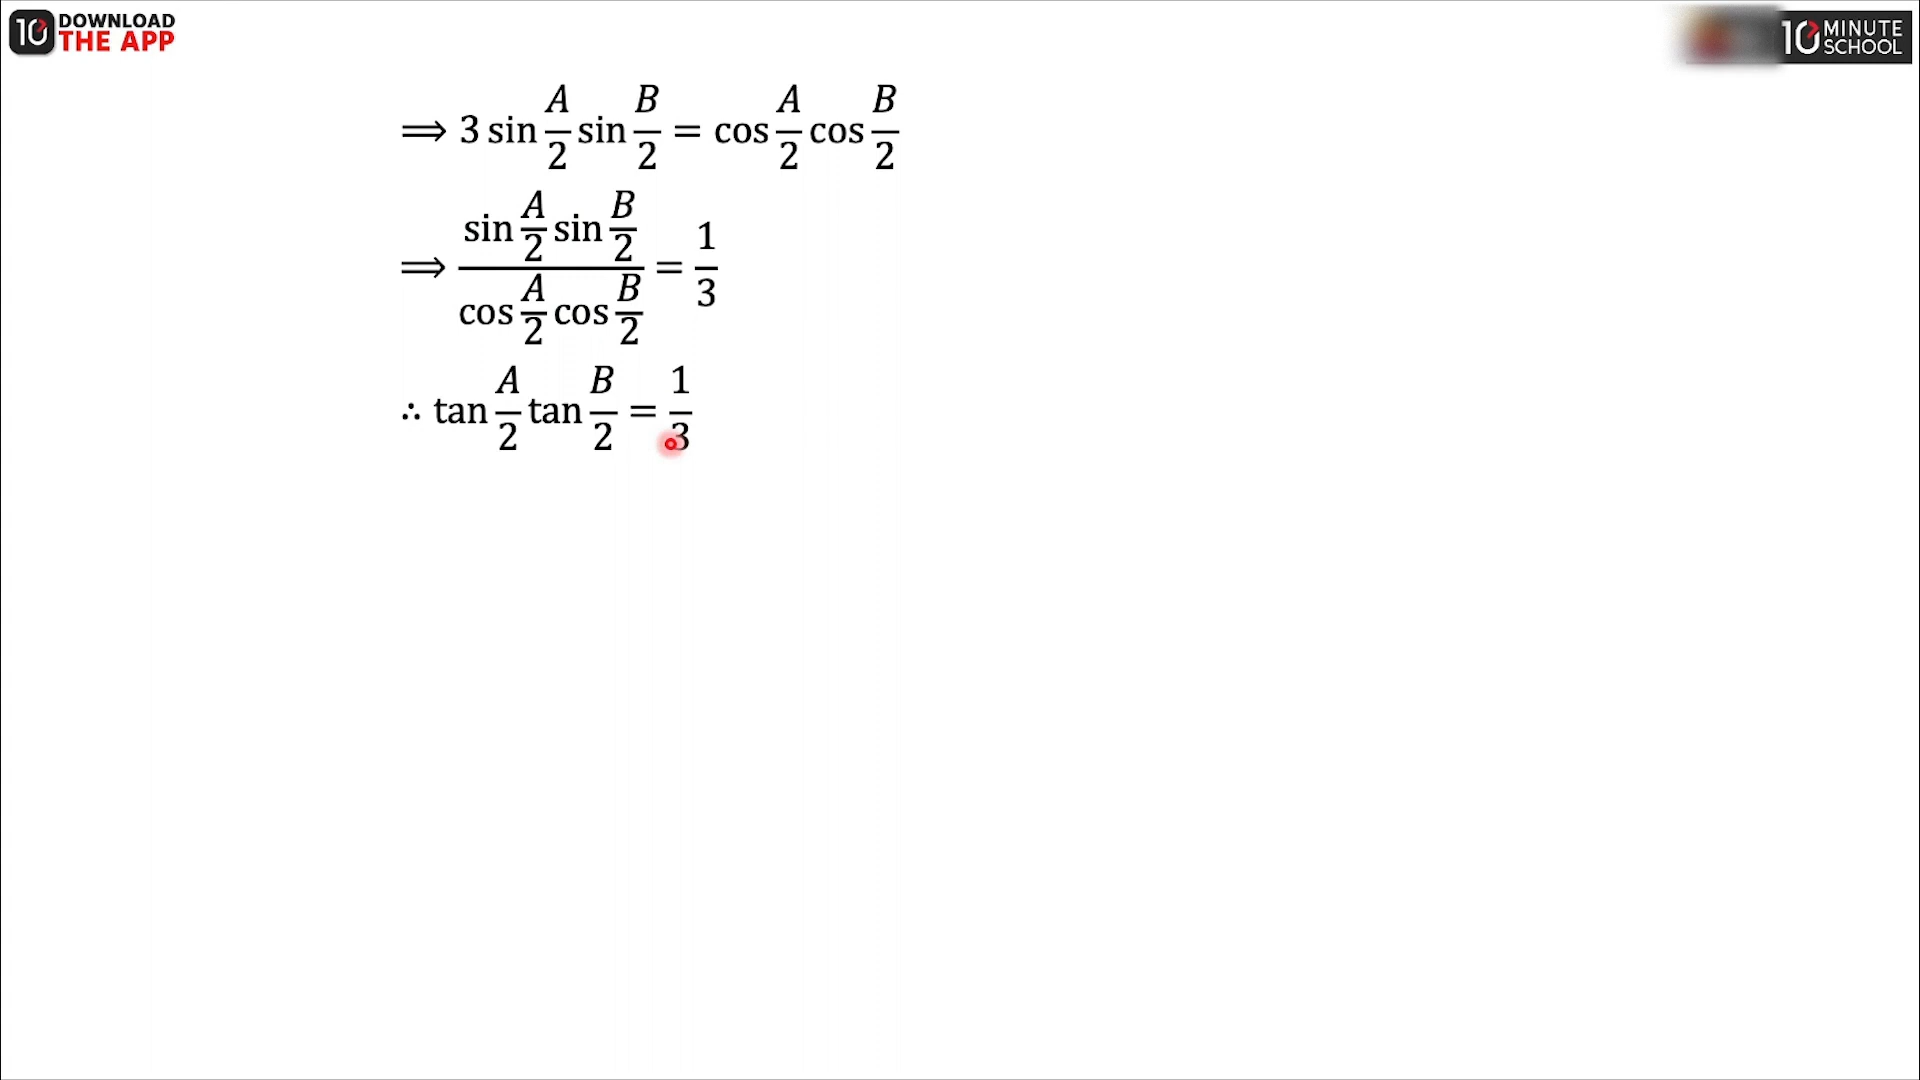 10 DOWNLOAD
THE APP
10 MINUTE
SCHOOL
⟹ 3 sin A/2 sin B/2 = cos A/2 cos B/2
⟹ (sin A/2 sin B/2)/(cos A/2 cos B/2) = 1/3
∴ tan A/2 tan B/2 = 1/3